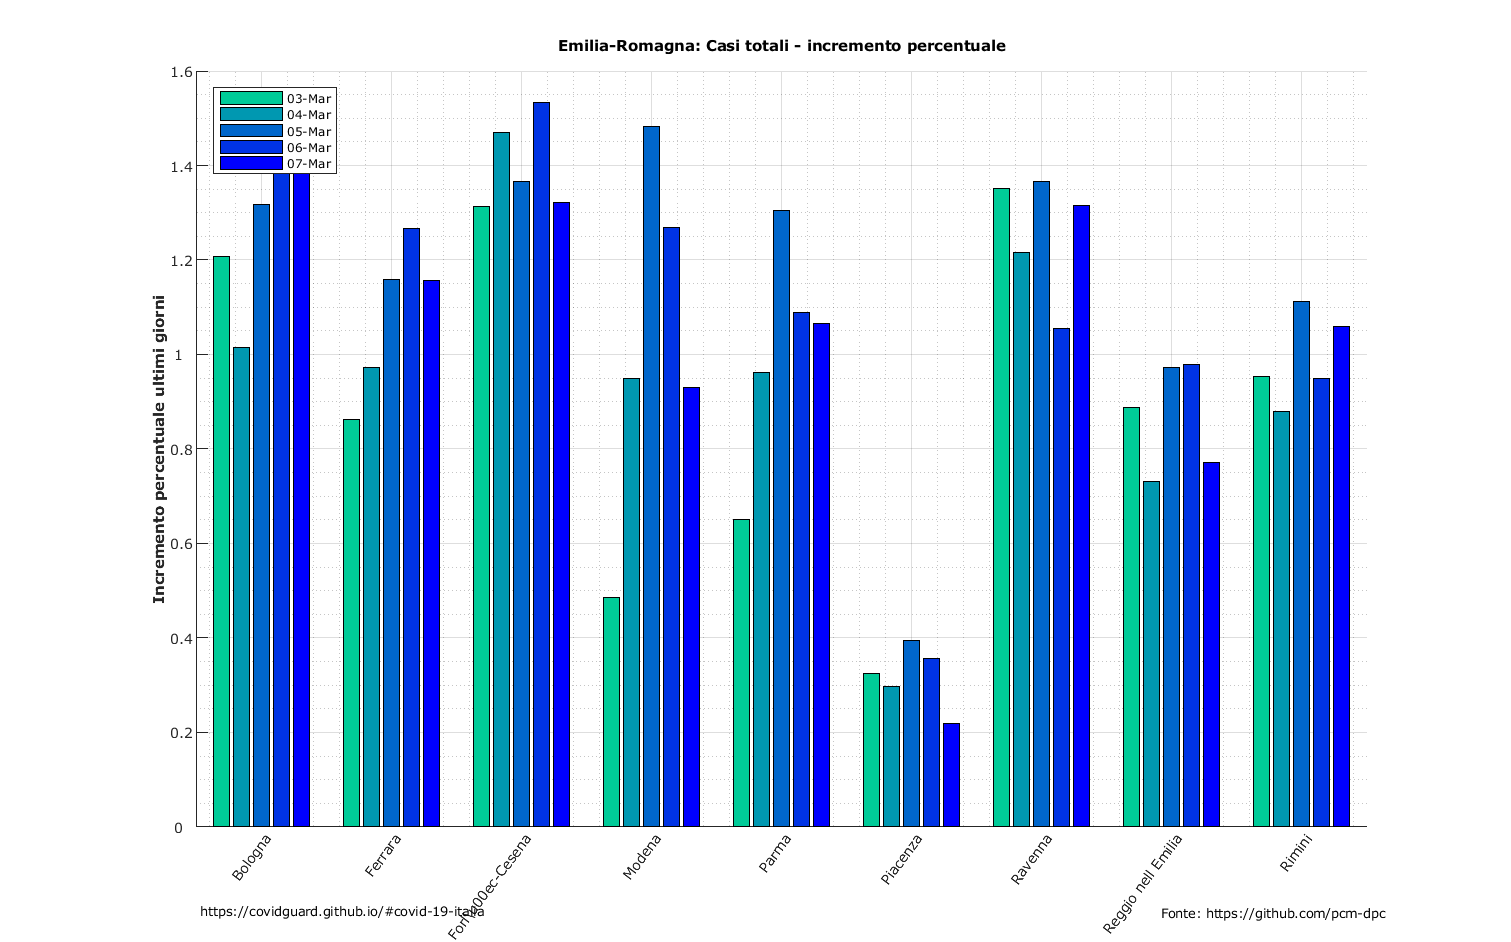 Emilia-Romagna: Casi totali - incremento percentuale
Incremento percentuale ultimi giorni
1.6
1.4
1.2
1
0.8
0.6
0.4
0.2
0
03-Mar
04-Mar
05-Mar
06-Mar
07-Mar
Bologna
Ferrara
Modena
Parma
Piacenza
Ravenna
Reggio nell Emilia
Rimini
https://covidguard.github.io/#covid-19-italia
Fonte: https://github.com/pcm-dpc